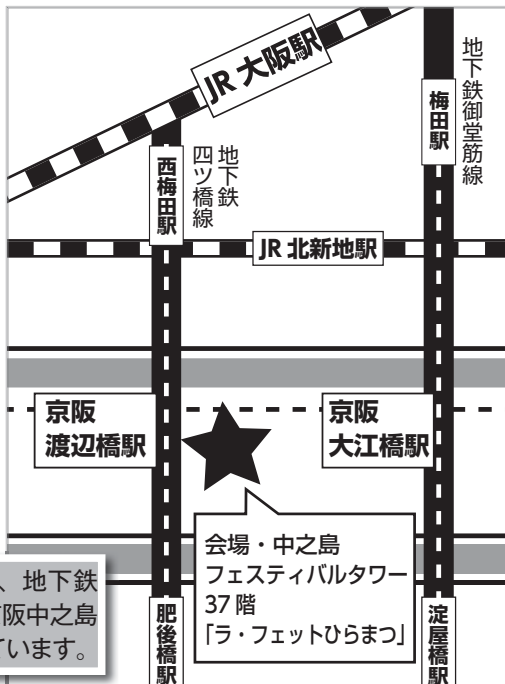 JR 大阪駅
梅田駅
地下鉄御堂筋線
西梅田駅
地下鉄
四ツ橋線
JR 北新地駅
京阪
渡辺橋駅
京阪
大江橋駅
会場・中之島
フェスティバルタワー
37 階
「ラ・フェットひらまつ」
、地下鉄
阪中之島
ています。
肥後橋駅
淀屋橋駅